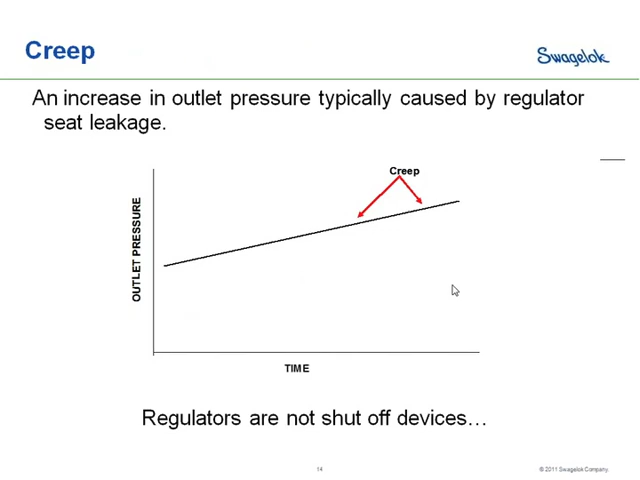 Creep
Swagelok
An increase in outlet pressure typically caused by regulator
seat leakage.
Creep
OUTLET PRESSURE
TIME
Regulators are not shut off devices…
14
© 2011 Swagelok Company.